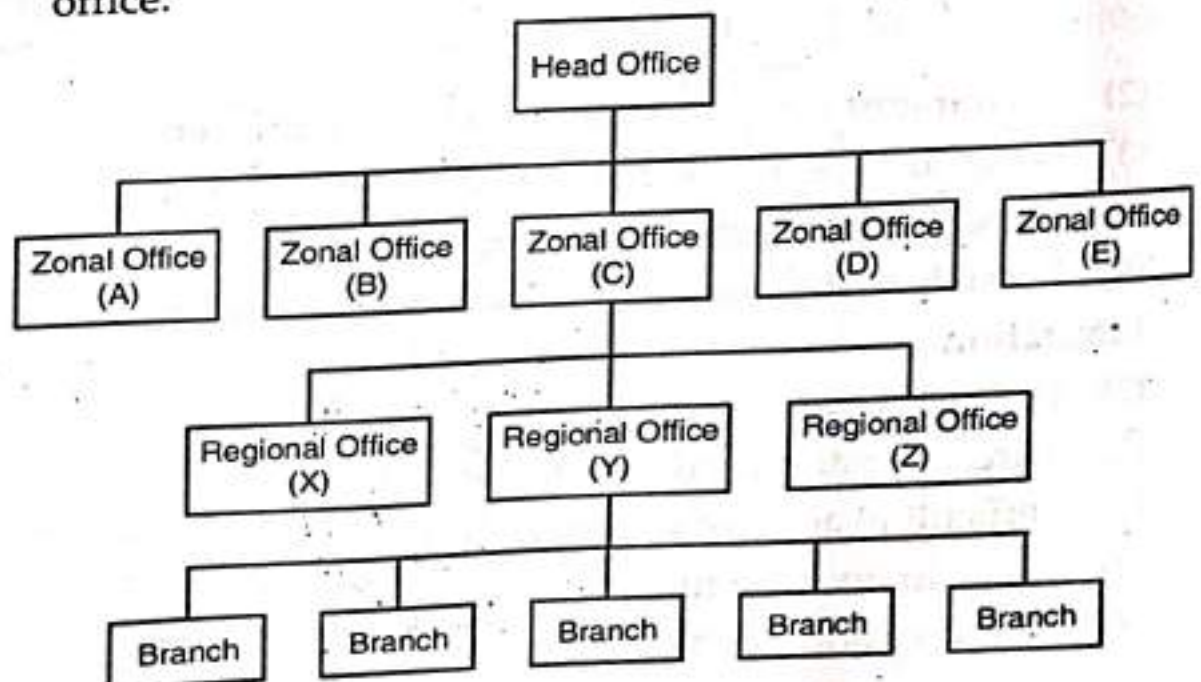 office.
Head Office
Zonal Office
(A)
Zonal Office
(B)
Zonal Office
(C)
Zonal Office
(D)
Zonal Office
(E)
Regional Office
(X)
Regional Office
(Y)
Regional Office
(Z)
Branch
Branch
Branch
Branch
Branch